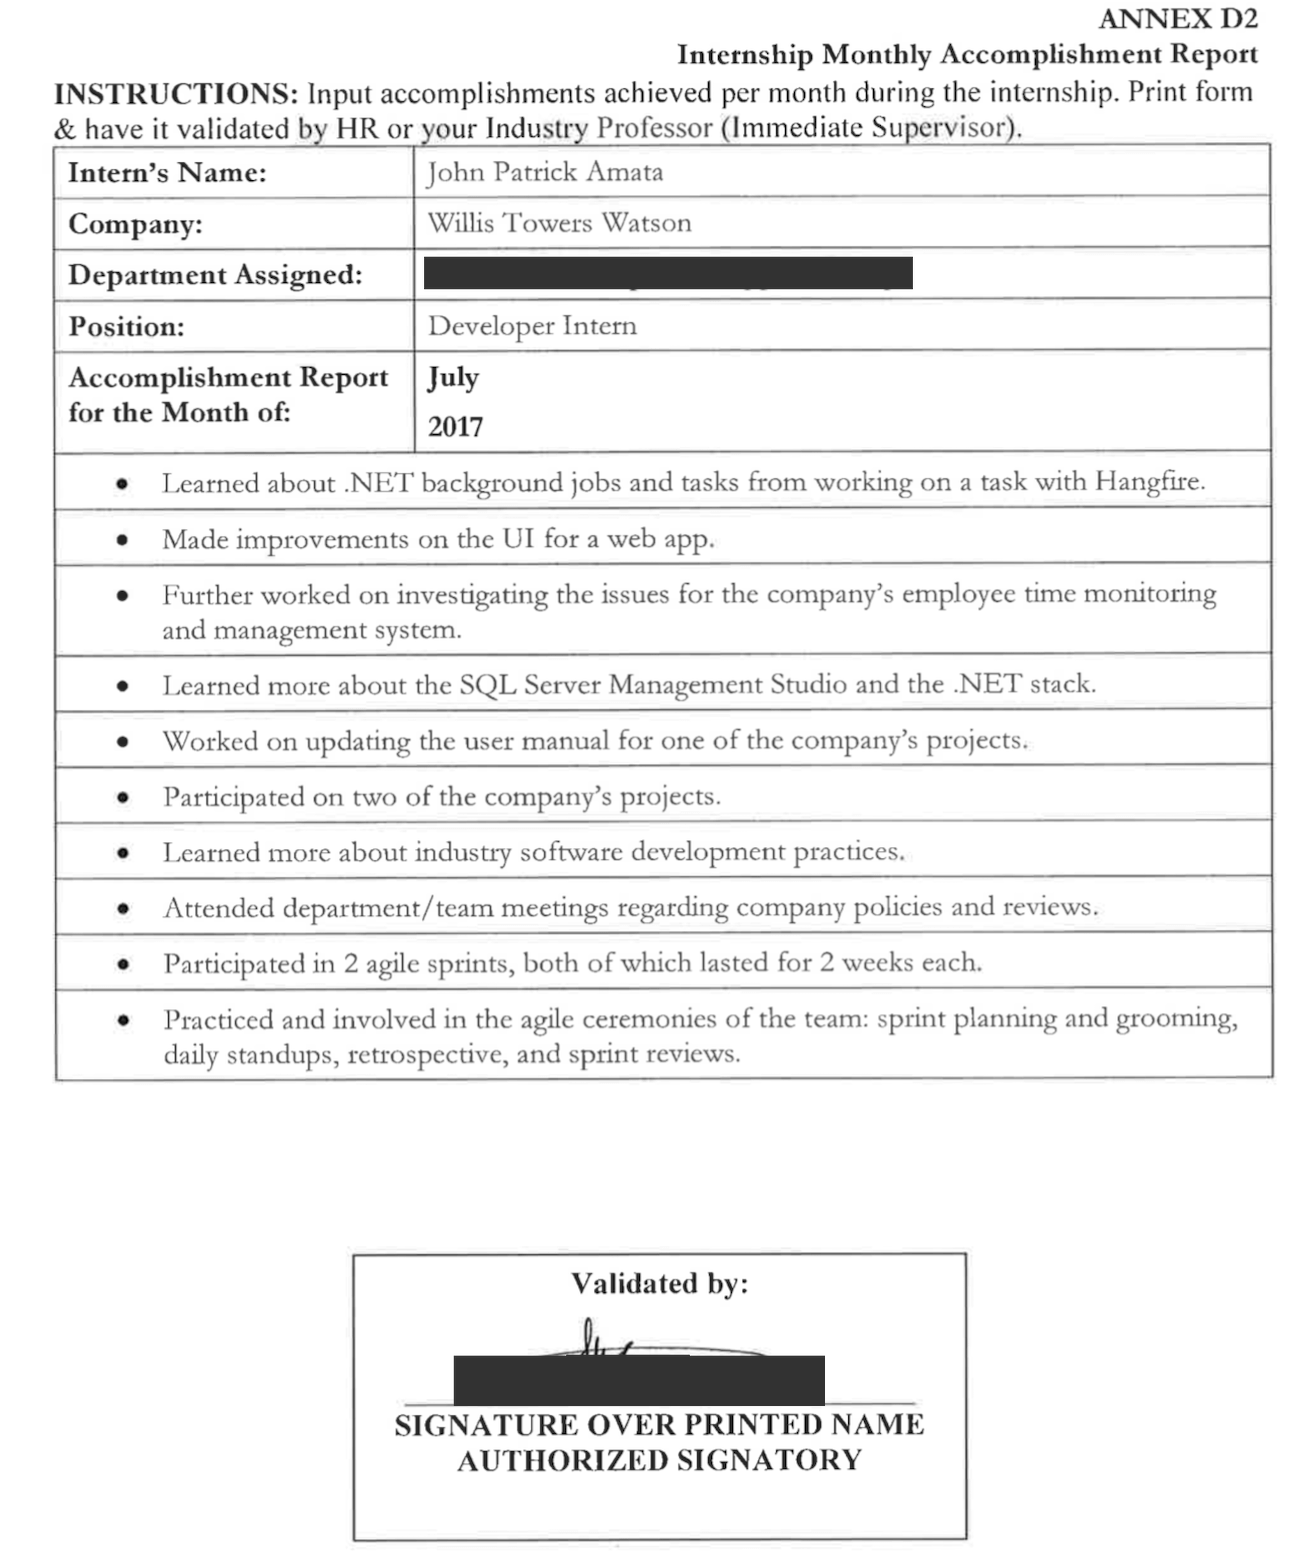 ANNEX D2
Internship Monthly Accomplishment Report
INSTRUCTIONS: Input accomplishments achieved per month during the internship. Print form
& have it validated by HR or your Industry Professor (Immediate Supervisor).
Intern's Name: John Patrick Amata
Company: Willis Towers Watson
Department Assigned:
Position: Developer Intern
Accomplishment Report July
for the Month of: 2017
• Learned about .NET background jobs and tasks from working on a task with Hangfire.
• Made improvements on the UI for a web app.
• Further worked on investigating the issues for the company's employee time monitoring
and management system.
• Learned more about the SQL Server Management Studio and the .NET stack.
• Worked on updating the user manual for one of the company's projects.
• Participated on two of the company's projects.
• Learned more about industry software development practices.
• Attended department/team meetings regarding company policies and reviews.
• Participated in 2 agile sprints, both of which lasted for 2 weeks each.
• Practiced and involved in the agile ceremonies of the team: sprint planning and grooming,
daily standups, retrospective, and sprint reviews.
Validated by:
SIGNATURE OVER PRINTED NAME
AUTHORIZED SIGNATORY